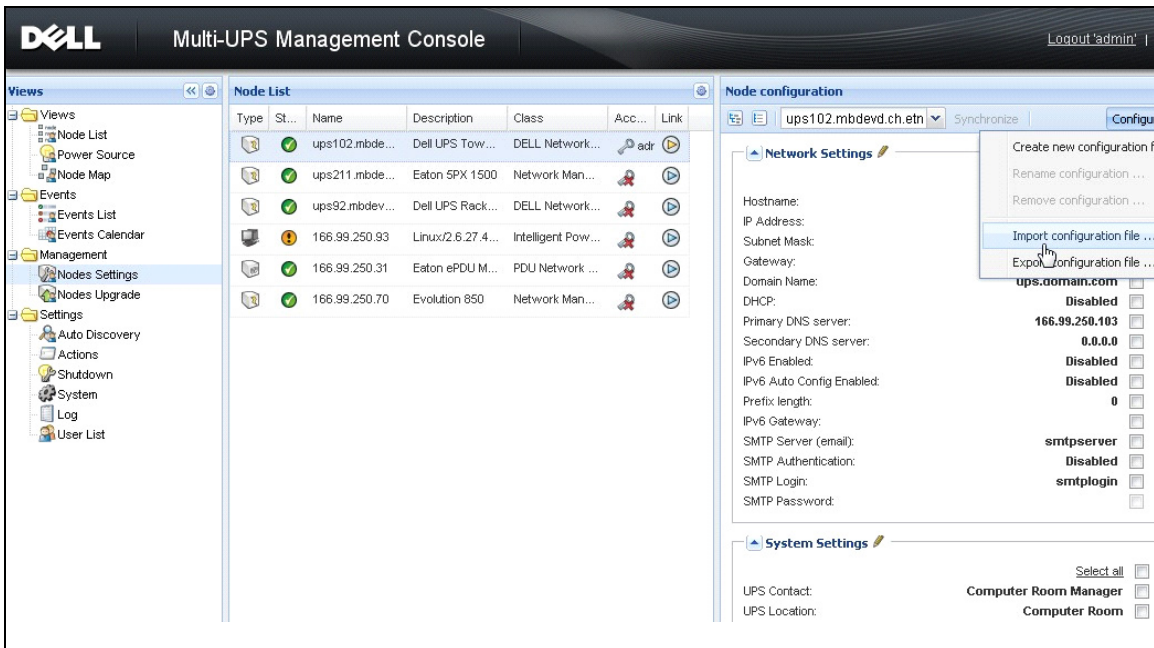 DELL
Multi-UPS Management Console
Logout 'admin' |
Views
Views
Node List
Power Source
Node Map
Events
Events List
Events Calendar
Management
Nodes Settings
Nodes Upgrade
Settings
Auto Discovery
Actions
Shutdown
System
Log
User List
Node List
Type St... Name Description Class Acc... Link
ups102.mbde... Dell UPS Tow... DELL Network... adr
ups211.mbde... Eaton 5PX 1500 Network Man...
ups92.mbdev... Dell UPS Rack... DELL Network...
166.99.250.93 Linux/2.6.27.4... Intelligent Pow...
166.99.250.31 Eaton ePDU M... PDU Network ...
166.99.250.70 Evolution 850 Network Man...
Node configuration
ups102.mbdevd.ch.etn Synchronize Configu
Create new configuration f
Rename configuration ...
Remove configuration ...
Import configuration file ...
Export configuration file ...
Network Settings
Hostname:
IP Address:
Subnet Mask:
Gateway:
Domain Name: ups.domain.com
DHCP: Disabled
Primary DNS server: 166.99.250.103
Secondary DNS server: 0.0.0.0
IPv6 Enabled: Disabled
IPv6 Auto Config Enabled: Disabled
Prefix length: 0
IPv6 Gateway:
SMTP Server (email): smtpserver
SMTP Authentication: Disabled
SMTP Login: smtplogin
SMTP Password:
System Settings
Select all
UPS Contact: Computer Room Manager
UPS Location: Computer Room